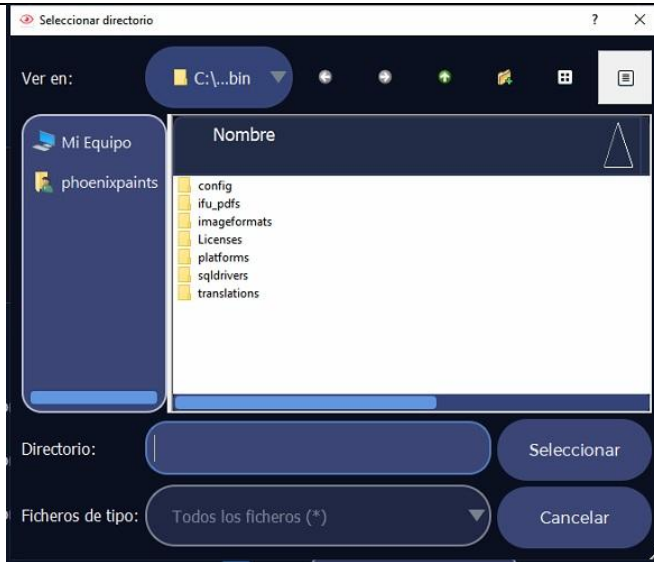 Seleccionar directorio
Ver en:
C:\...bin
Mi Equipo
phoenixpaints
Nombre
config
ifu_pdfs
imageformats
Licenses
platforms
sqldrivers
translations
Directorio:
Seleccionar
Ficheros de tipo:
Todos los ficheros (*)
Cancelar